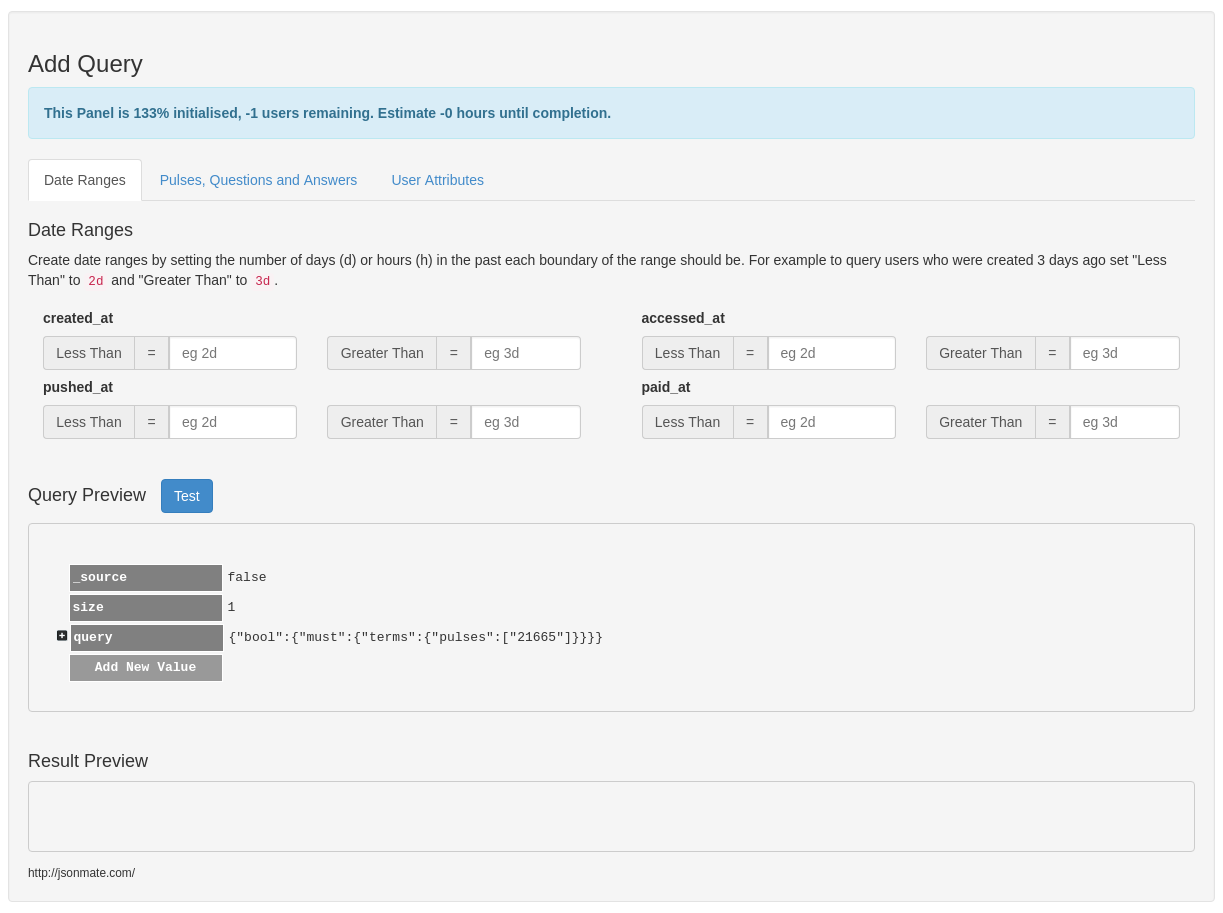 Add Query
This Panel is 133% initialised, -1 users remaining. Estimate -0 hours until completion.
Date Ranges Pulses, Questions and Answers User Attributes
Date Ranges
Create date ranges by setting the number of days (d) or hours (h) in the past each boundary of the range should be. For example to query users who were created 3 days ago set "Less
Than" to 2d and "Greater Than" to 3d.
created_at accessed_at
Less Than = eg 2d Greater Than = eg 3d Less Than = eg 2d Greater Than = eg 3d
pushed_at paid_at
Less Than = eg 2d Greater Than = eg 3d Less Than = eg 2d Greater Than = eg 3d
Query Preview Test
_source false
size 1
query {"bool":{"must":{"terms":{"pulses":["21665"]}}}}
Add New Value
Result Preview
http://jsonmate.com/